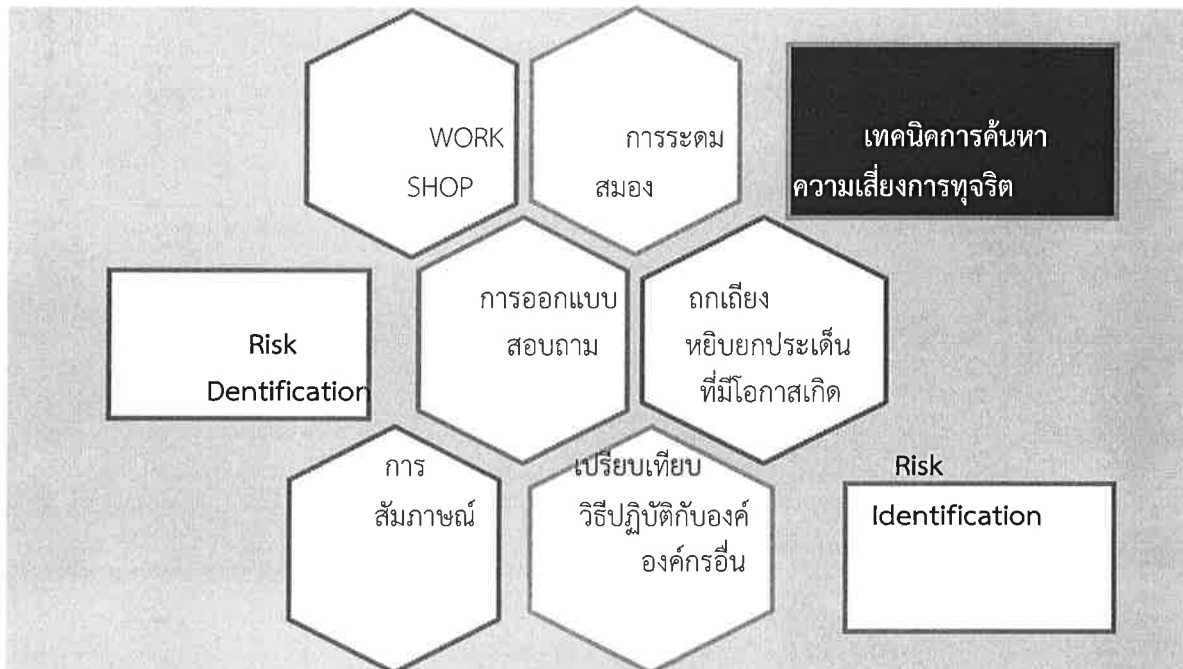 WORK
SHOP
การระดม
สมอง
เทคนิคการค้นหา
ความเสี่ยงการทุจริต
Risk
Dentification
การออกแบบ
สอบถาม
ถกเถียง
หยิบยกประเด็น
ที่มีโอกาสเกิด
การ
สัมภาษณ์
เปรียบเทียบ
วิธีปฏิบัติกับองค์
องค์กรอื่น
Risk
Identification